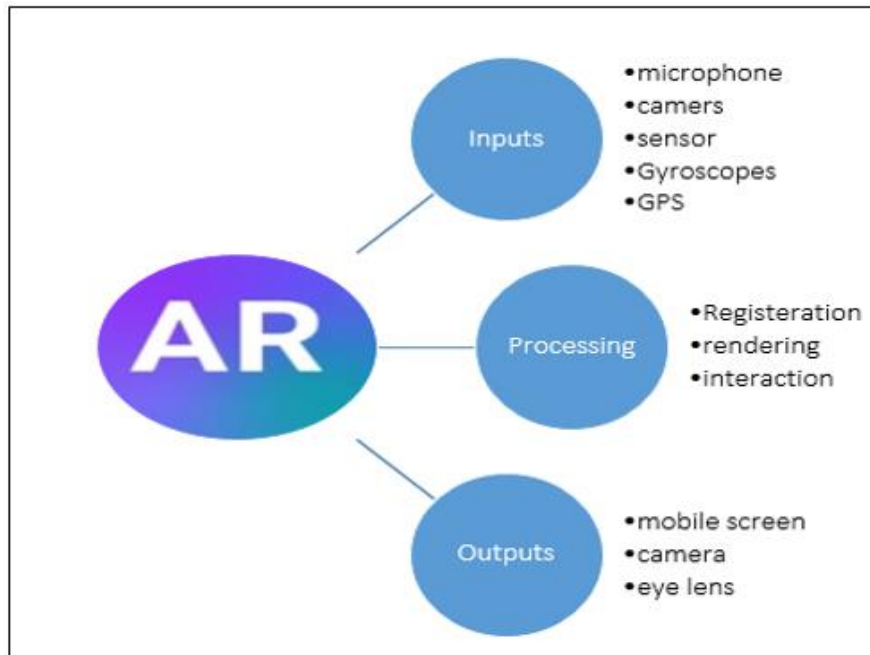 AR
Inputs
•microphone
•camers
•sensor
•Gyroscopes
•GPS
Processing
•Registeration
•rendering
•interaction
Outputs
•mobile screen
•camera
•eye lens